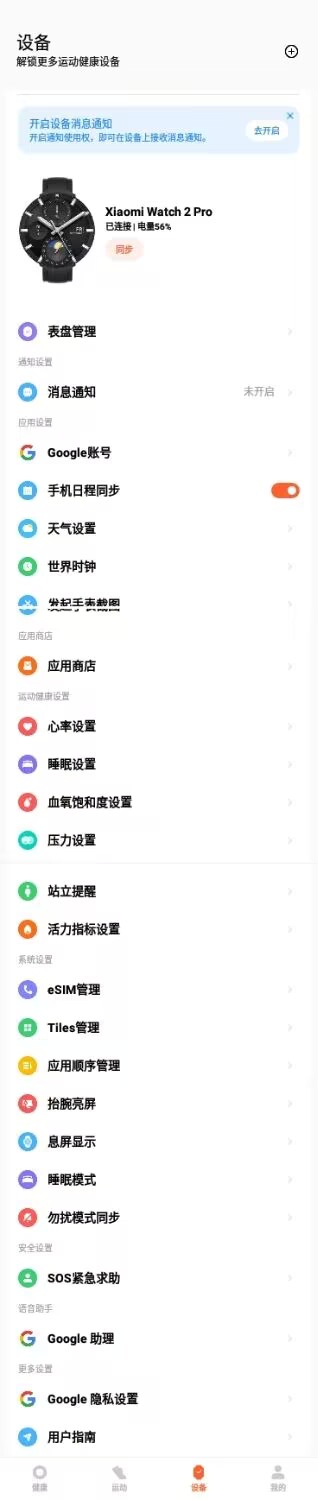 设备
解锁更多运动健康设备
开启设备消息通知
开启通知使用权，即可在设备上接收消息通知。
去开启
Xiaomi Watch 2 Pro
已连接 | 电量56%
同步
表盘管理
通知设置
消息通知 未开启
应用设置
Google账号
手机日程同步
天气设置
世界时钟
发起手表截图
应用商店
应用商店
运动健康设置
心率设置
睡眠设置
血氧饱和度设置
压力设置
站立提醒
活力指标设置
系统设置
eSIM管理
Tiles管理
应用顺序管理
抬腕亮屏
息屏显示
睡眠模式
勿扰模式同步
安全设置
SOS紧急求助
语音助手
Google 助理
更多设置
Google 隐私设置
用户指南
健康 运动 设备 我的